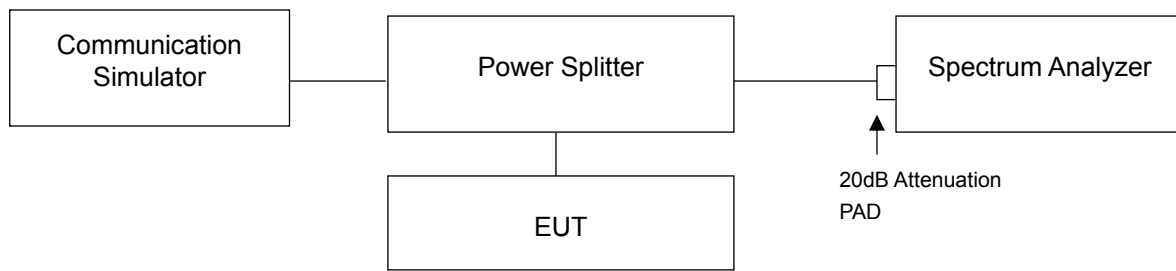 Communication
Simulator
Power Splitter
Spectrum Analyzer
20dB Attenuation
PAD
EUT